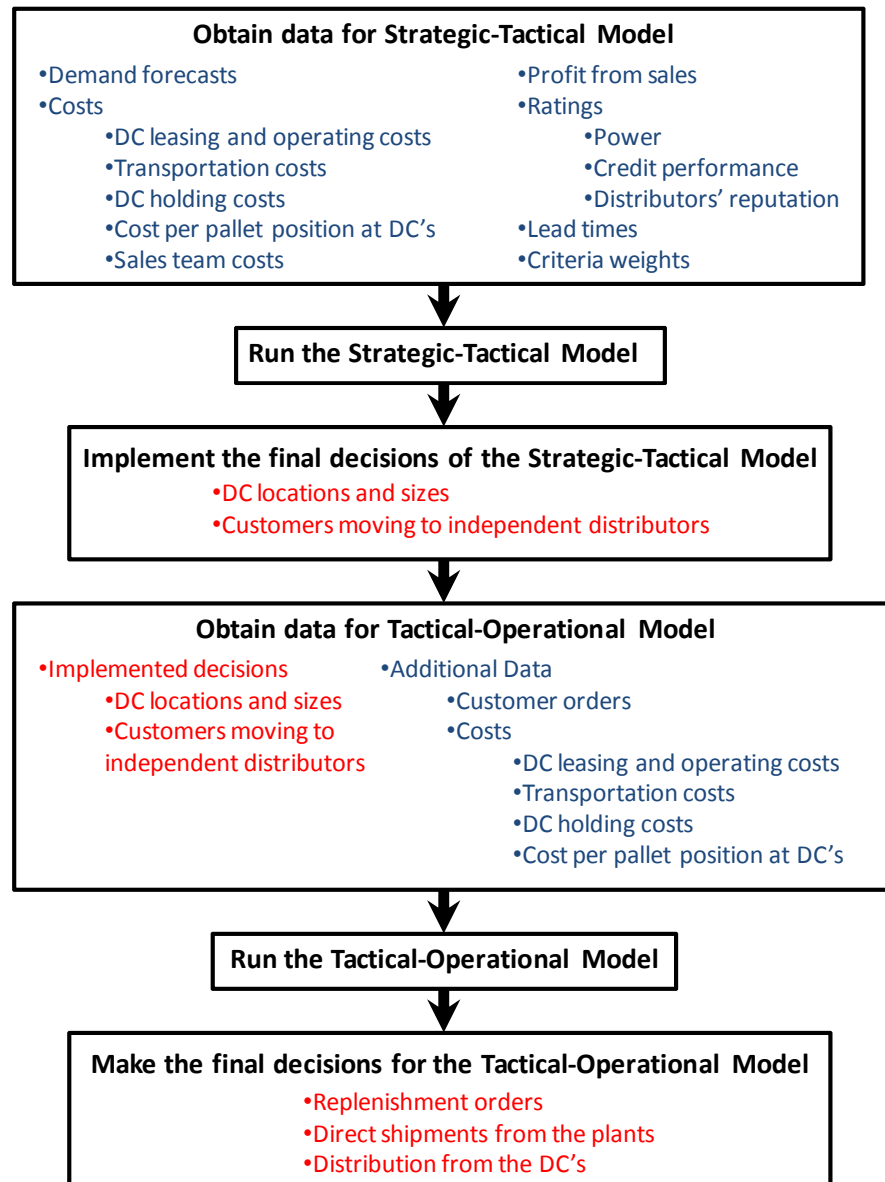 Obtain data for Strategic-Tactical Model
•Demand forecasts
•Costs
•DC leasing and operating costs
•Transportation costs
•DC holding costs
•Cost per pallet position at DC's
•Sales team costs
•Profit from sales
•Ratings
•Power
•Credit performance
•Distributors' reputation
•Lead times
•Criteria weights
Run the Strategic-Tactical Model
Implement the final decisions of the Strategic-Tactical Model
•DC locations and sizes
•Customers moving to independent distributors
Obtain data for Tactical-Operational Model
•Implemented decisions
•DC locations and sizes
•Customers moving to
independent distributors
•Additional Data
•Customer orders
•Costs
•DC leasing and operating costs
•Transportation costs
•DC holding costs
•Cost per pallet position at DC's
Run the Tactical-Operational Model
Make the final decisions for the Tactical-Operational Model
•Replenishment orders
•Direct shipments from the plants
•Distribution from the DC's